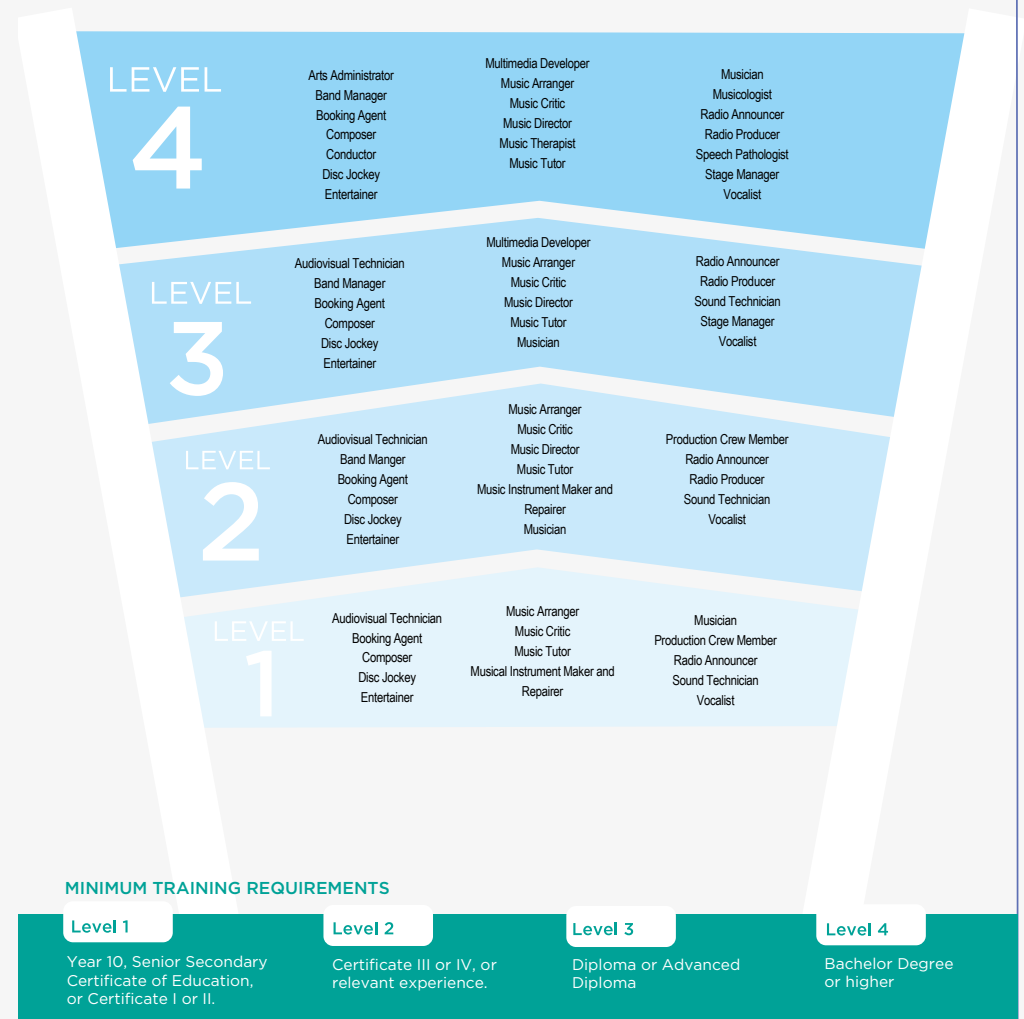 LEVEL
4
Arts Administrator
Band Manager
Booking Agent
Composer
Conductor
Disc Jockey
Entertainer
Multimedia Developer
Music Arranger
Music Critic
Music Director
Music Therapist
Music Tutor
Musician
Musicologist
Radio Announcer
Radio Producer
Speech Pathologist
Stage Manager
Vocalist
LEVEL
3
Audiovisual Technician
Band Manager
Booking Agent
Composer
Disc Jockey
Entertainer
Multimedia Developer
Music Arranger
Music Critic
Music Director
Music Tutor
Musician
Radio Announcer
Radio Producer
Sound Technician
Stage Manager
Vocalist
LEVEL
2
Audiovisual Technician
Band Manger
Booking Agent
Composer
Disc Jockey
Entertainer
Music Arranger
Music Critic
Music Director
Music Tutor
Music Instrument Maker and
Repairer
Musician
Production Crew Member
Radio Announcer
Radio Producer
Sound Technician
Vocalist
LEVEL
1
Audiovisual Technician
Booking Agent
Composer
Disc Jockey
Entertainer
Music Arranger
Music Critic
Music Tutor
Musical Instrument Maker and
Repairer
Musician
Production Crew Member
Radio Announcer
Sound Technician
Vocalist
MINIMUM TRAINING REQUIREMENTS
Level 1
Year 10, Senior Secondary
Certificate of Education,
or Certificate I or II.
Level 2
Certificate III or IV, or
relevant experience.
Level 3
Diploma or Advanced
Diploma
Level 4
Bachelor Degree
or higher